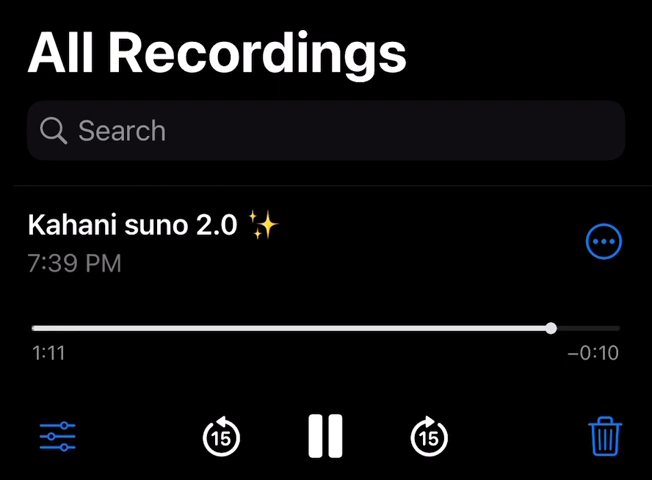 All Recordings
Search
Kahani suno 2.0 ✨
7:39 PM
1:11
−0:10
15
15